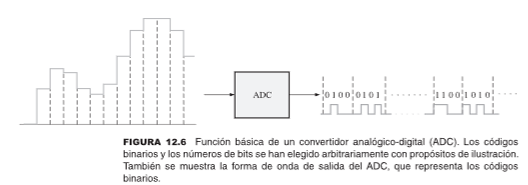 ADC
0100 0101 1100 1010
FIGURA 12.6 Función básica de un convertidor analógico-digital (ADC). Los códigos
binarios y los números de bits se han elegido arbitrariamente con propósitos de ilustración.
También se muestra la forma de onda de salida del ADC, que representa los códigos
binarios.